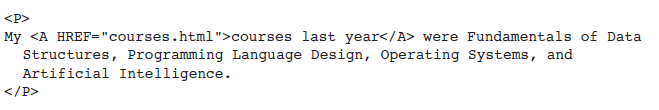 <P>
My <A HREF="courses.html">courses last year</A> were Fundamentals of Data
Structures, Programming Language Design, Operating Systems, and
Artificial Intelligence.
</P>